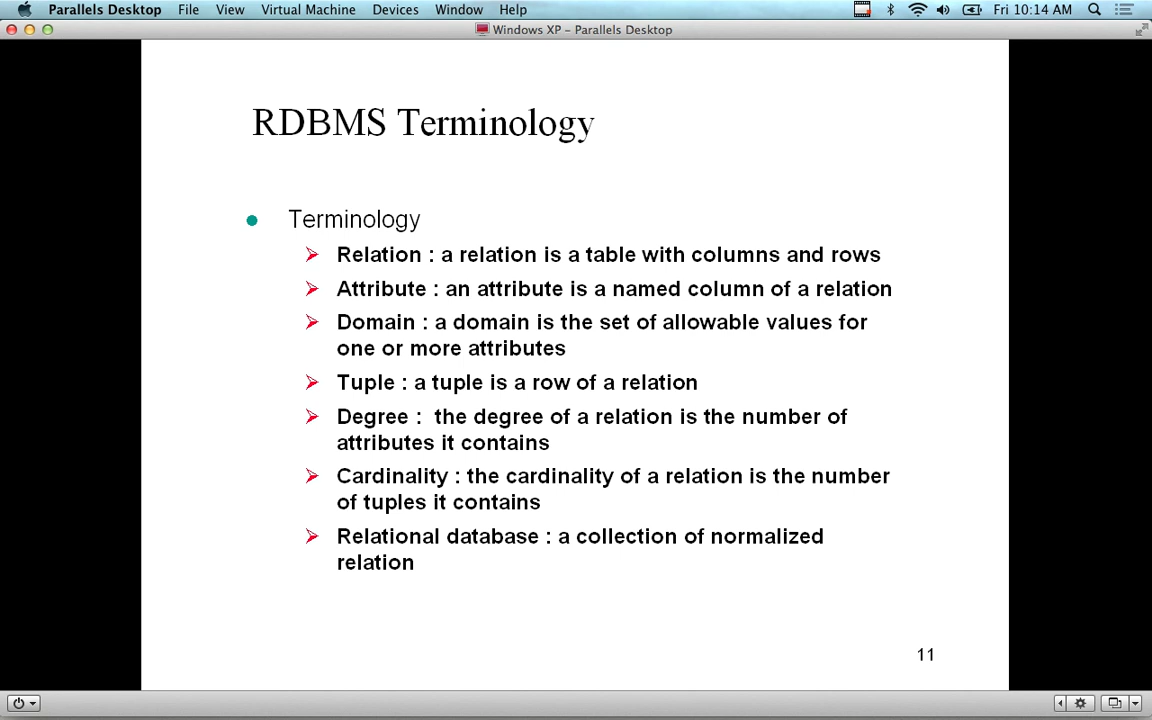 Parallels Desktop File View Virtual Machine Devices Window Help Fri 10:14 AM
Windows XP – Parallels Desktop
RDBMS Terminology
Terminology
Relation : a relation is a table with columns and rows
Attribute : an attribute is a named column of a relation
Domain : a domain is the set of allowable values for
one or more attributes
Tuple : a tuple is a row of a relation
Degree :  the degree of a relation is the number of
attributes it contains
Cardinality : the cardinality of a relation is the number
of tuples it contains
Relational database : a collection of normalized
relation
11